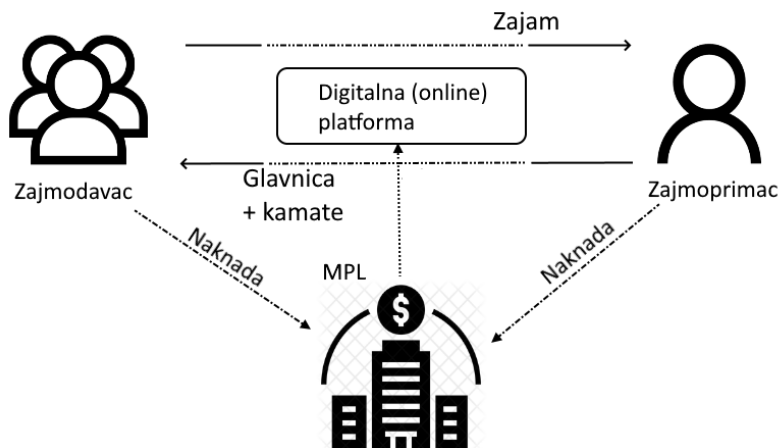 Zajam
Digitalna (online)
platforma
Zajmodavac
Glavnica
+ kamate
Zajmoprimac
Naknada
Naknada
MPL
$